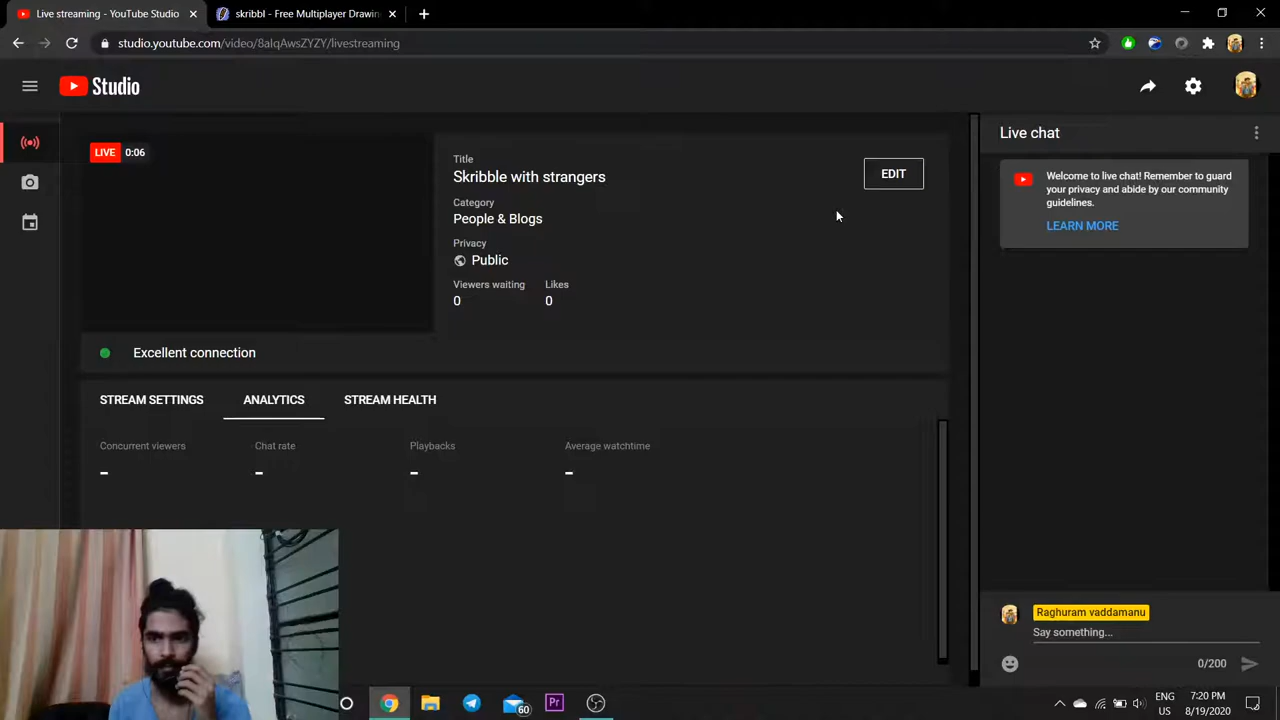 Live streaming - YouTube Studio
skribbl - Free Multiplayer Drawin
studio.youtube.com/video/8alqAwsZYZY/livestreaming
Studio
LIVE 0:06
Title
Skribble with strangers
EDIT
Category
People & Blogs
Privacy
Public
Viewers waiting Likes
0 0
Excellent connection
STREAM SETTINGS ANALYTICS STREAM HEALTH
Concurrent viewers Chat rate Playbacks Average watchtime
- - - -
Live chat
Welcome to live chat! Remember to guard
your privacy and abide by our community
guidelines.
LEARN MORE
Raghuram vaddamanu
Say something...
0/200
60
Pr
ENG
US
7:20 PM
8/19/2020